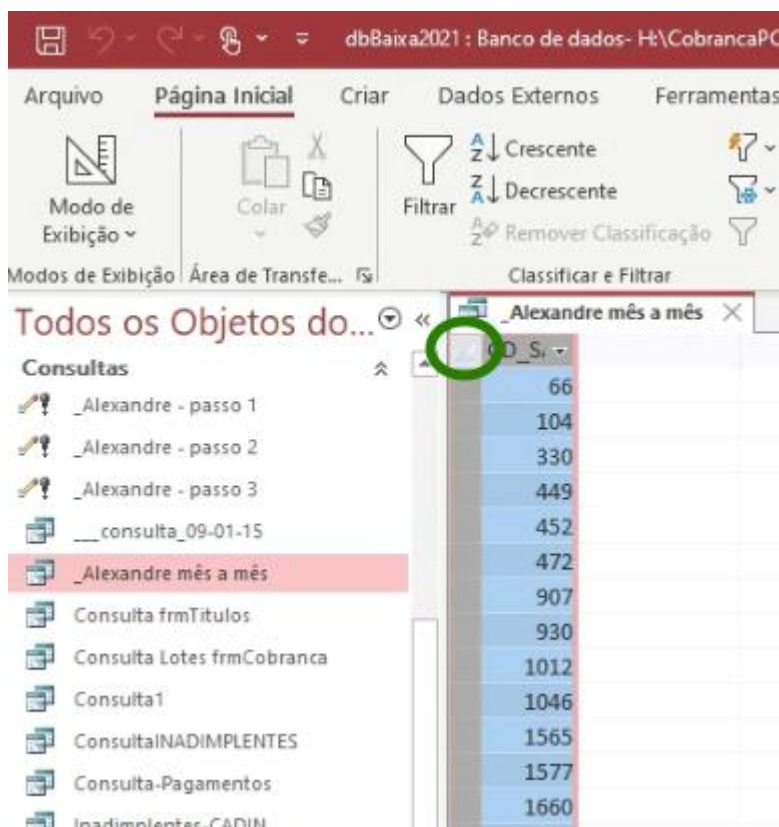 dbBaixa2021 : Banco de dados- H:\CobrancaPC
Arquivo Página Inicial Criar Dados Externos Ferramentas
Modo de Exibição
Colar
Filtrar
Crescente
Decrescente
Remover Classificação
Modos de Exibição Área de Transfe... Classificar e Filtrar
Todos os Objetos do...
Consultas
_Alexandre - passo 1
_Alexandre - passo 2
_Alexandre - passo 3
___consulta_09-01-15
_Alexandre mês a mês
Consulta frmTitulos
Consulta Lotes frmCobranca
Consulta1
ConsultaINADIMPLENTES
Consulta-Pagamentos
Inadimplentes-CADIN
_Alexandre mês a mês
66
104
330
449
452
472
907
930
1012
1046
1565
1577
1660